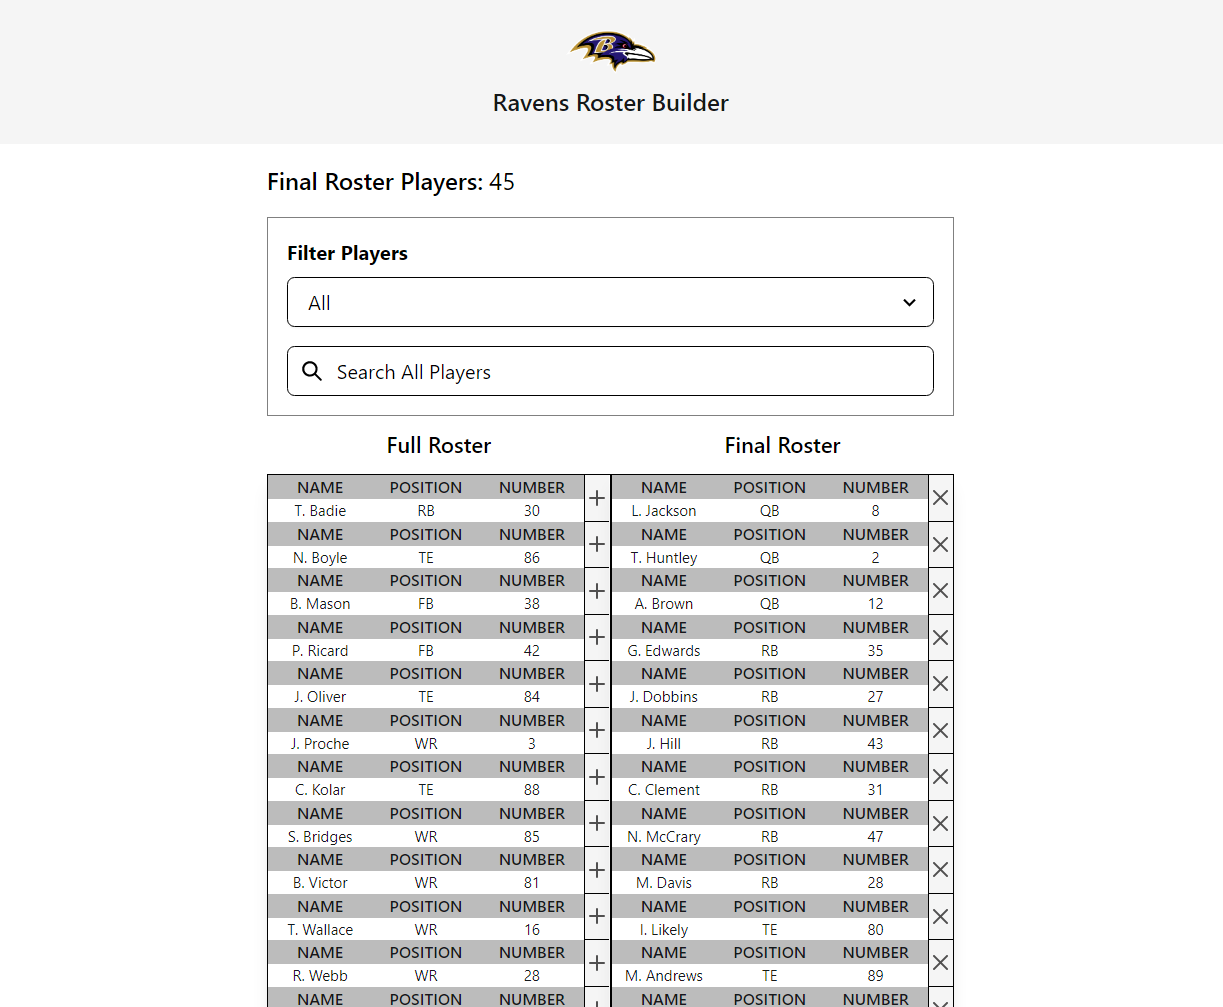 B
Ravens Roster Builder
Final Roster Players: 45
Filter Players
All
Search All Players
Full Roster
Final Roster
NAME POSITION NUMBER NAME POSITION NUMBER
T. Badie RB 30 L. Jackson QB 8
NAME POSITION NUMBER NAME POSITION NUMBER
N. Boyle TE 86 T. Huntley QB 2
NAME POSITION NUMBER NAME POSITION NUMBER
B. Mason FB 38 A. Brown QB 12
NAME POSITION NUMBER NAME POSITION NUMBER
P. Ricard FB 42 G. Edwards RB 35
NAME POSITION NUMBER NAME POSITION NUMBER
J. Oliver TE 84 J. Dobbins RB 27
NAME POSITION NUMBER NAME POSITION NUMBER
J. Proche WR 3 J. Hill RB 43
NAME POSITION NUMBER NAME POSITION NUMBER
C. Kolar TE 88 C. Clement RB 31
NAME POSITION NUMBER NAME POSITION NUMBER
S. Bridges WR 85 N. McCrary RB 47
NAME POSITION NUMBER NAME POSITION NUMBER
B. Victor WR 81 M. Davis RB 28
NAME POSITION NUMBER NAME POSITION NUMBER
T. Wallace WR 16 I. Likely TE 80
NAME POSITION NUMBER NAME POSITION NUMBER
R. Webb WR 28 M. Andrews TE 89
NAME POSITION NUMBER NAME POSITION NUMBER